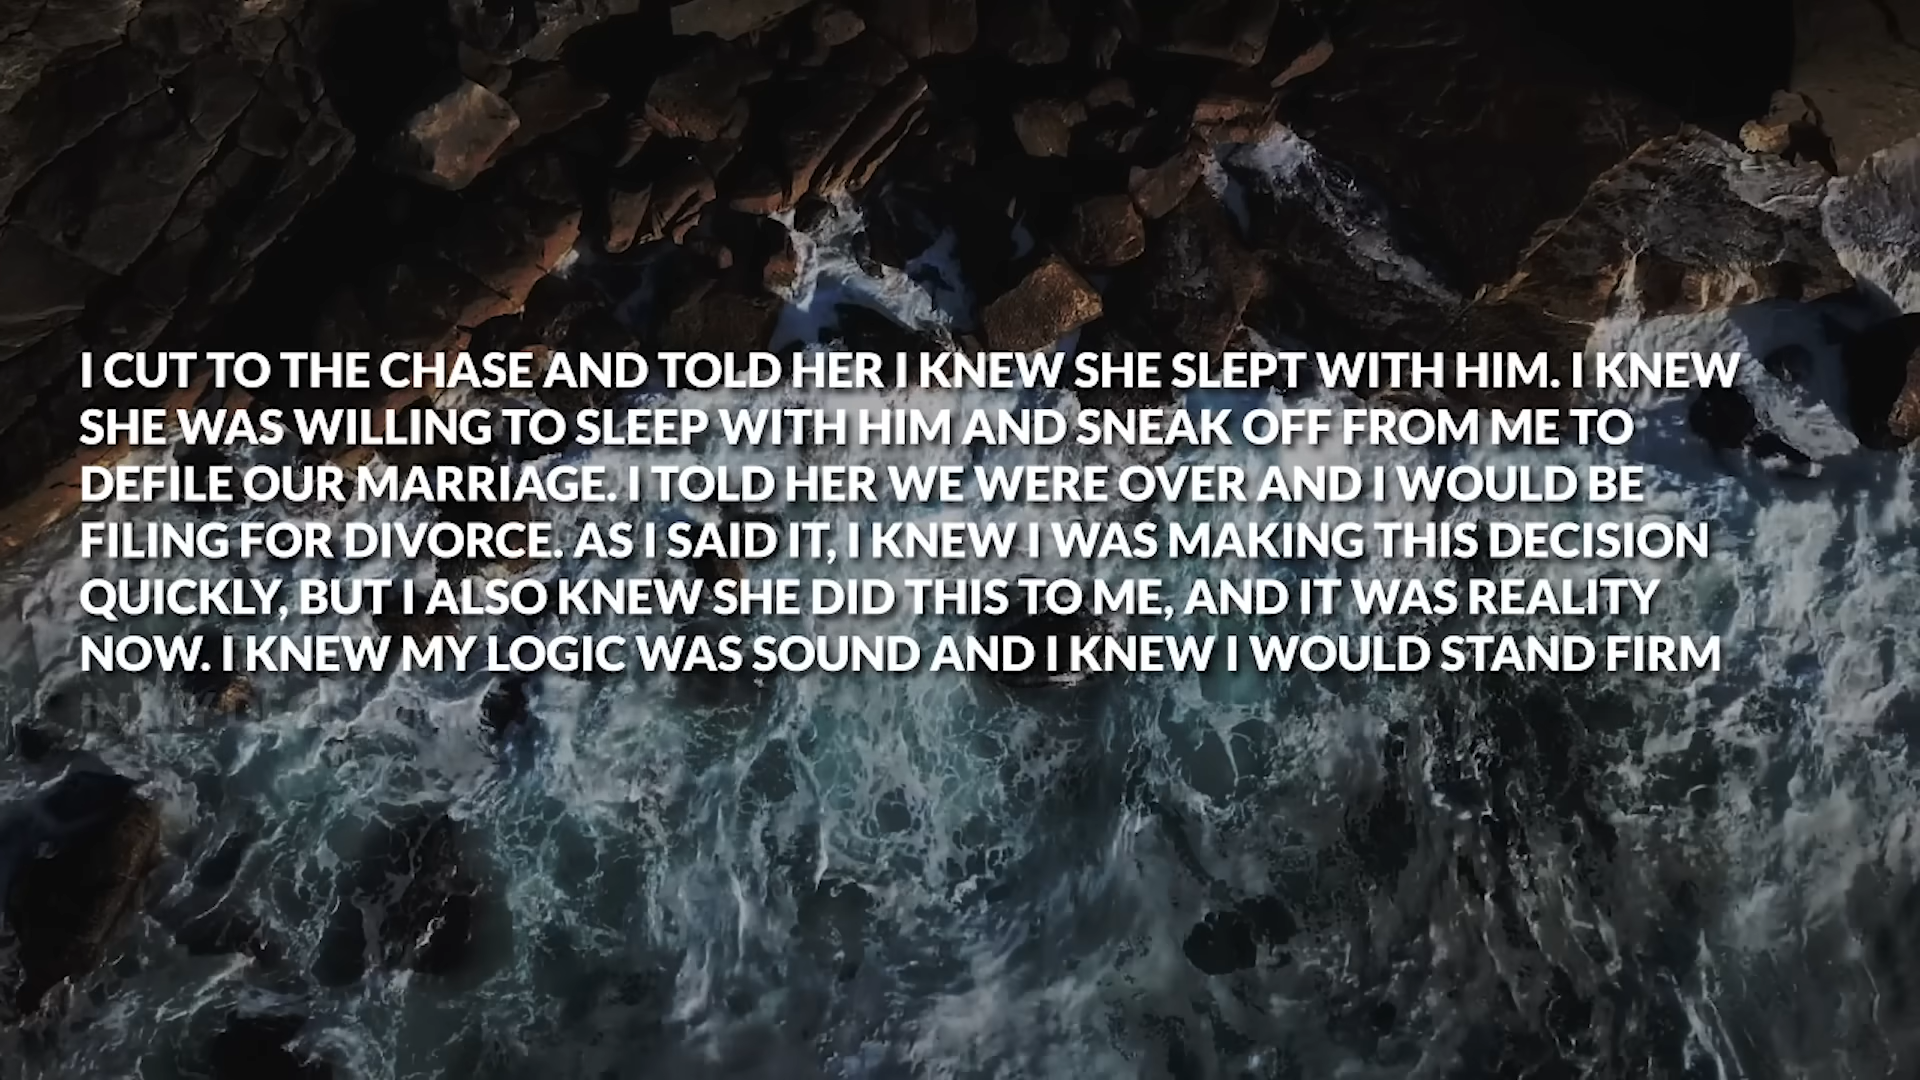 I CUT TO THE CHASE AND TOLD HER I KNEW SHE SLEPT WITH HIM. I KNEW
SHE WAS WILLING TO SLEEP WITH HIM AND SNEAK OFF FROM ME TO
DEFILE OUR MARRIAGE. I TOLD HER WE WERE OVER AND I WOULD BE
FILING FOR DIVORCE. AS I SAID IT, I KNEW I WAS MAKING THIS DECISION
QUICKLY, BUT I ALSO KNEW SHE DID THIS TO ME, AND IT WAS REALITY
NOW. I KNEW MY LOGIC WAS SOUND AND I KNEW I WOULD STAND FIRM
IN MY